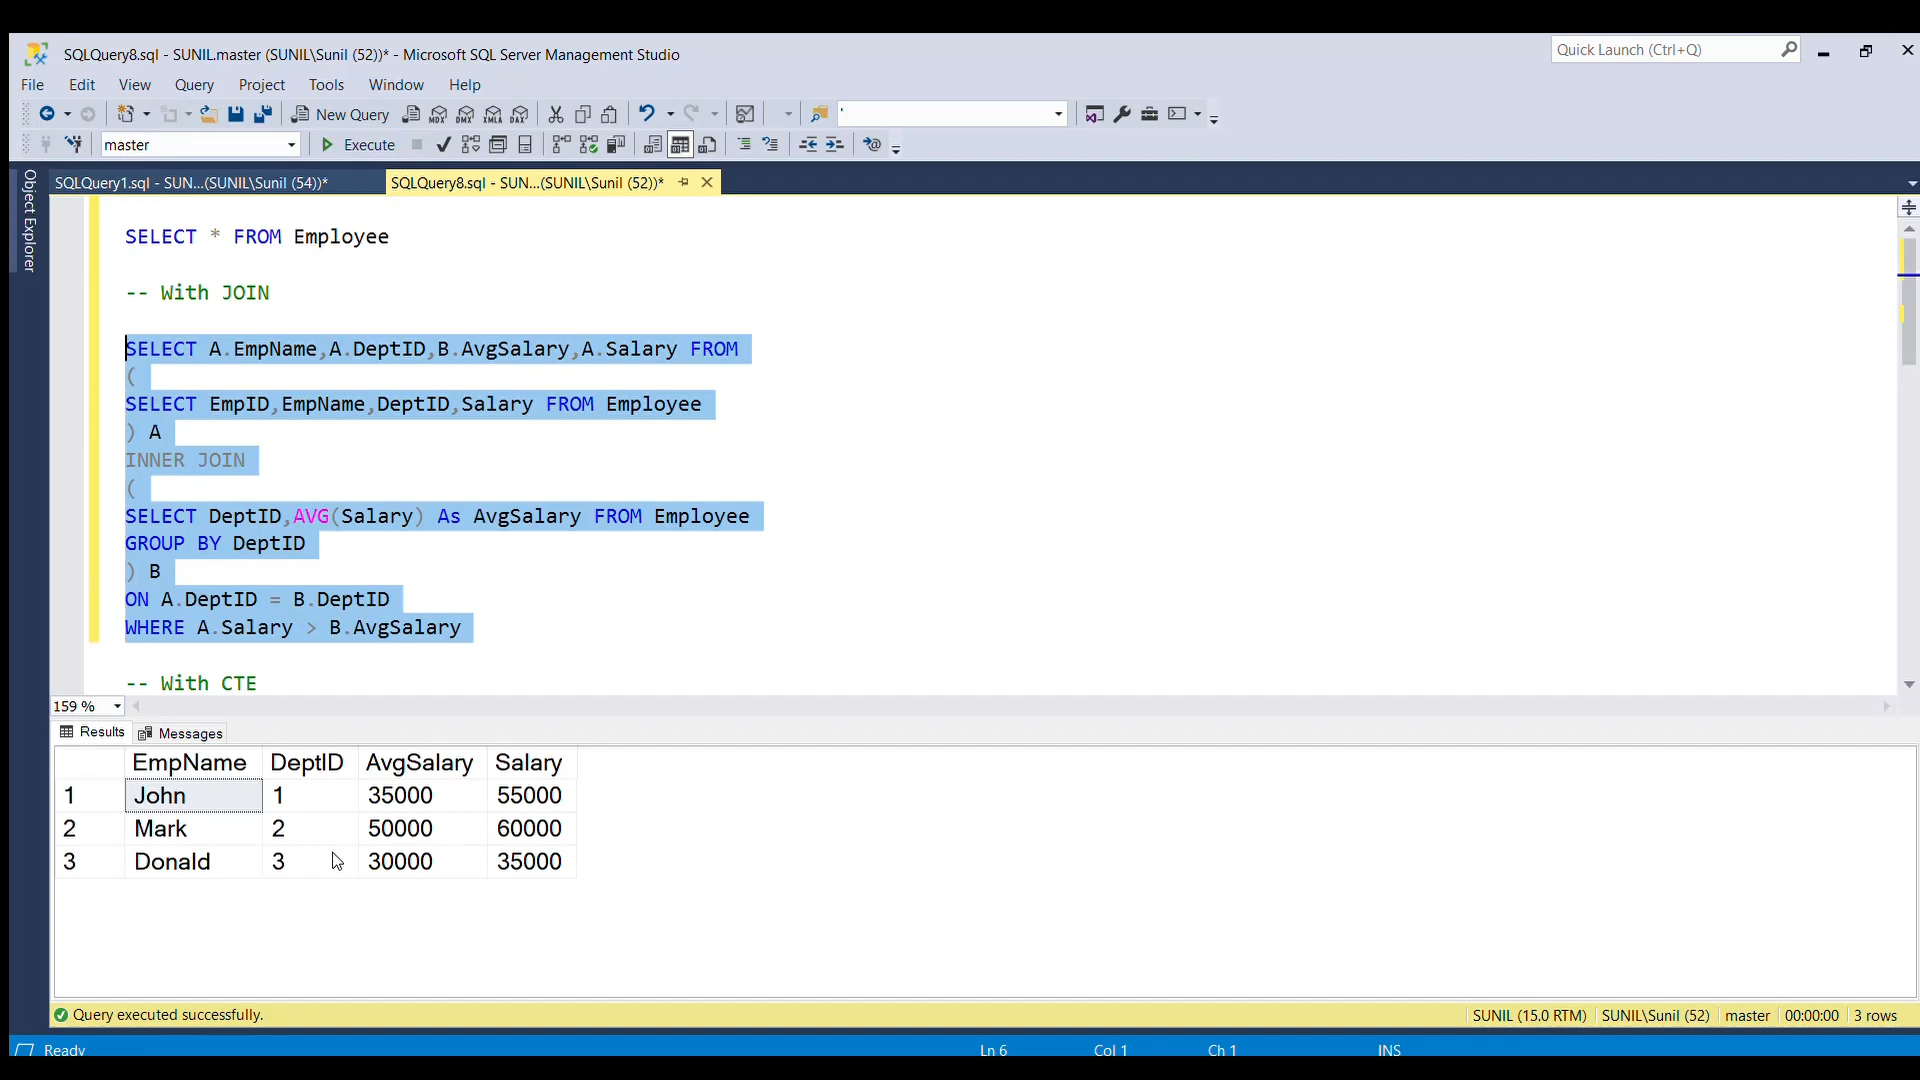 SQLQuery8.sql - SUNIL.master (SUNIL\Sunil (52))* - Microsoft SQL Server Management Studio
Quick Launch (Ctrl+Q)
File Edit View Query Project Tools Window Help
New Query
MDX DMX XMLA DAX
master
Execute
Object Explorer
SQLQuery1.sql - SUN...(SUNIL\Sunil (54))*
SQLQuery8.sql - SUN...(SUNIL\Sunil (52))*
SELECT * FROM Employee
-- With JOIN
SELECT A.EmpName,A.DeptID,B.AvgSalary,A.Salary FROM
(
SELECT EmpID,EmpName,DeptID,Salary FROM Employee
) A
INNER JOIN
(
SELECT DeptID,AVG(Salary) As AvgSalary FROM Employee
GROUP BY DeptID
) B
ON A.DeptID = B.DeptID
WHERE A.Salary > B.AvgSalary
-- With CTE
159 %
Results Messages
EmpName DeptID AvgSalary Salary
1 John 1 35000 55000
2 Mark 2 50000 60000
3 Donald 3 30000 35000
Query executed successfully.
SUNIL (15.0 RTM) SUNIL\Sunil (52) master 00:00:00 3 rows
Ready Ln 6 Col 1 Ch 1 INS